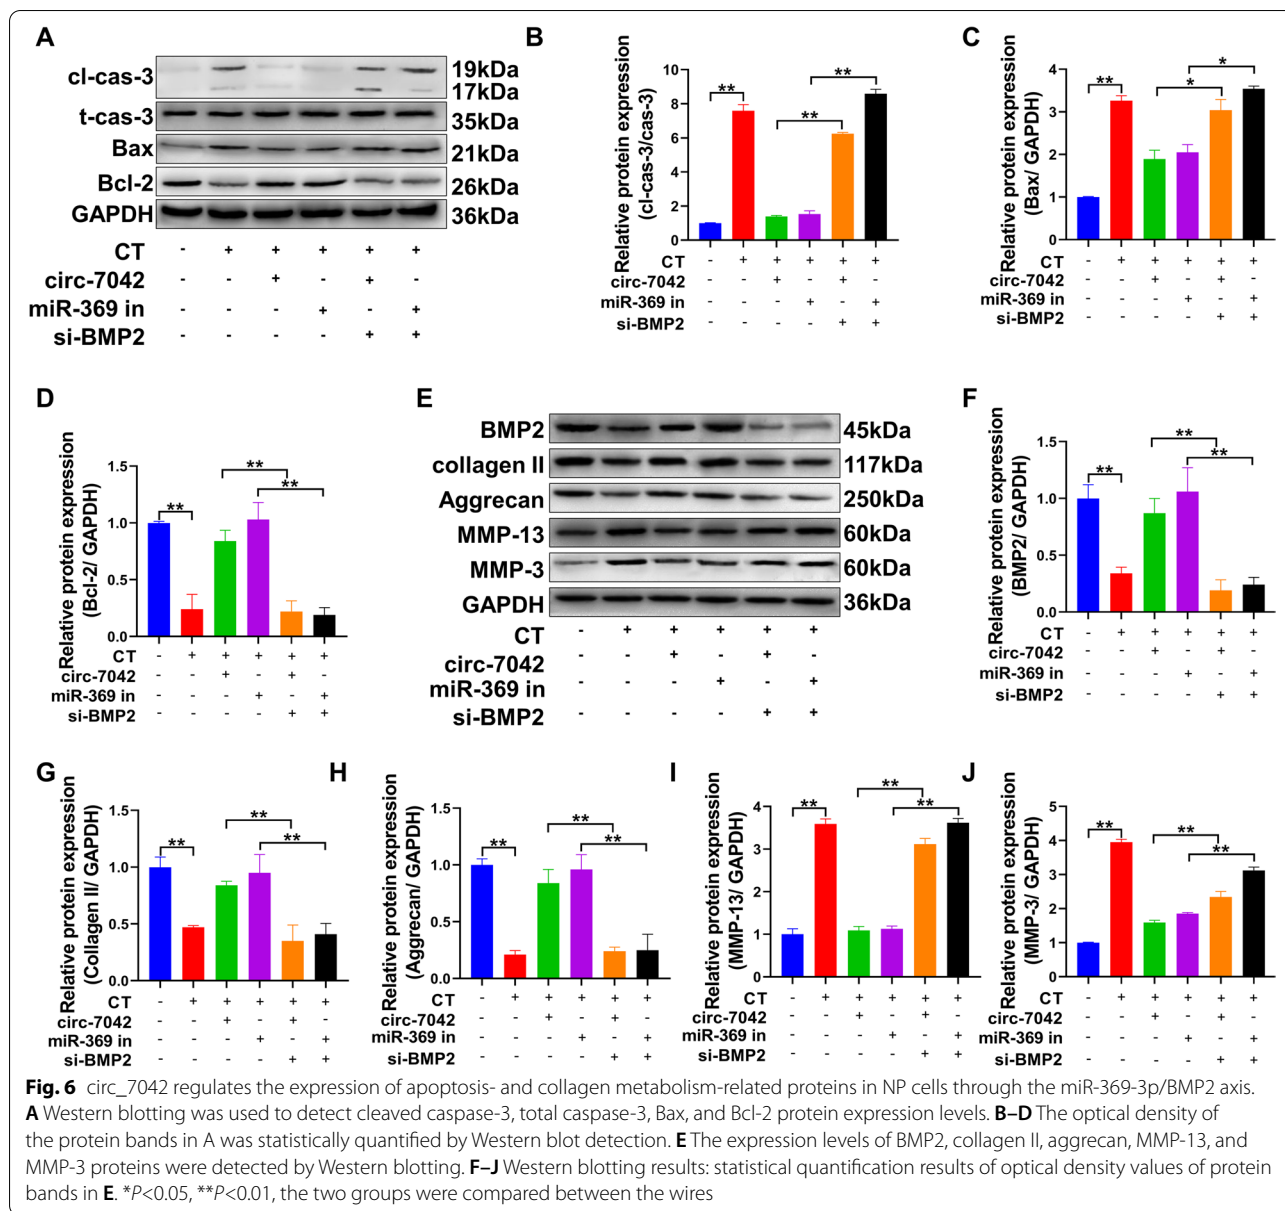 A
cl-cas-3
19kDa
17kDa
t-cas-3
35kDa
Bax
21kDa
Bcl-2
26kDa
GAPDH
36kDa
CT - + + + + +
circ-7042 - - + - + -
miR-369 in - - - + - +
si-BMP2 - - - - + +
B
Relative protein expression
(cl-cas-3/cas-3)
10
8
6
4
2
0
**
**
**
CT - + + + + +
circ-7042 - - + - + -
miR-369 in - - - + - +
si-BMP2 - - - - + +
C
Relative protein expression
(Bax/ GAPDH)
4
3
2
1
0
**
*
*
CT - + + + + +
circ-7042 - - + - + -
miR-369 in - - - + - +
si-BMP2 - - - - + +
D
Relative protein expression
(Bcl-2/ GAPDH)
1.5
1.0
0.5
0.0
**
**
**
CT - + + + + +
circ-7042 - - + - + -
miR-369 in - - - + - +
si-BMP2 - - - - + +
E
BMP2
45kDa
collagen II
117kDa
Aggrecan
250kDa
MMP-13
60kDa
MMP-3
60kDa
GAPDH
36kDa
CT - + + + + +
circ-7042 - - + - + -
miR-369 in - - - + - +
si-BMP2 - - - - + +
F
Relative protein expression
(BMP2/ GAPDH)
1.5
1.0
0.5
0.0
**
**
**
CT - + + + + +
circ-7042 - - + - + -
miR-369 in - - - + - +
si-BMP2 - - - - + +
G
Relative protein expression
(Collagen II/ GAPDH)
1.5
1.0
0.5
0.0
**
**
**
CT - + + + + +
circ-7042 - - + - + -
miR-369 in - - - + - +
si-BMP2 - - - - + +
H
Relative protein expression
(Aggrecan/ GAPDH)
1.5
1.0
0.5
0.0
**
**
**
CT - + + + + +
circ-7042 - - + - + -
miR-369 in - - - + - +
si-BMP2 - - - - + +
I
Relative protein expression
(MMP-13/ GAPDH)
4
3
2
1
0
**
**
**
CT - + + + + +
circ-7042 - - + - + -
miR-369 in - - - + - +
si-BMP2 - - - - + +
J
Relative protein expression
(MMP-3/ GAPDH)
5
4
3
2
1
0
**
**
**
CT - + + + + +
circ-7042 - - + - + -
miR-369 in - - - + - +
si-BMP2 - - - - + +
Fig. 6 circ_7042 regulates the expression of apoptosis- and collagen metabolism-related proteins in NP cells through the miR-369-3p/BMP2 axis.
A Western blotting was used to detect cleaved caspase-3, total caspase-3, Bax, and Bcl-2 protein expression levels. B–D The optical density of
the protein bands in A was statistically quantified by Western blot detection. E The expression levels of BMP2, collagen II, aggrecan, MMP-13, and
MMP-3 proteins were detected by Western blotting. F–J Western blotting results: statistical quantification results of optical density values of protein
bands in E. *P<0.05, **P<0.01, the two groups were compared between the wires